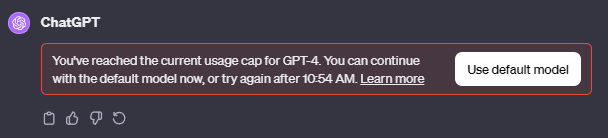 ChatGPT
You've reached the current usage cap for GPT-4. You can continue
with the default model now, or try again after 10:54 AM. Learn more
Use default model